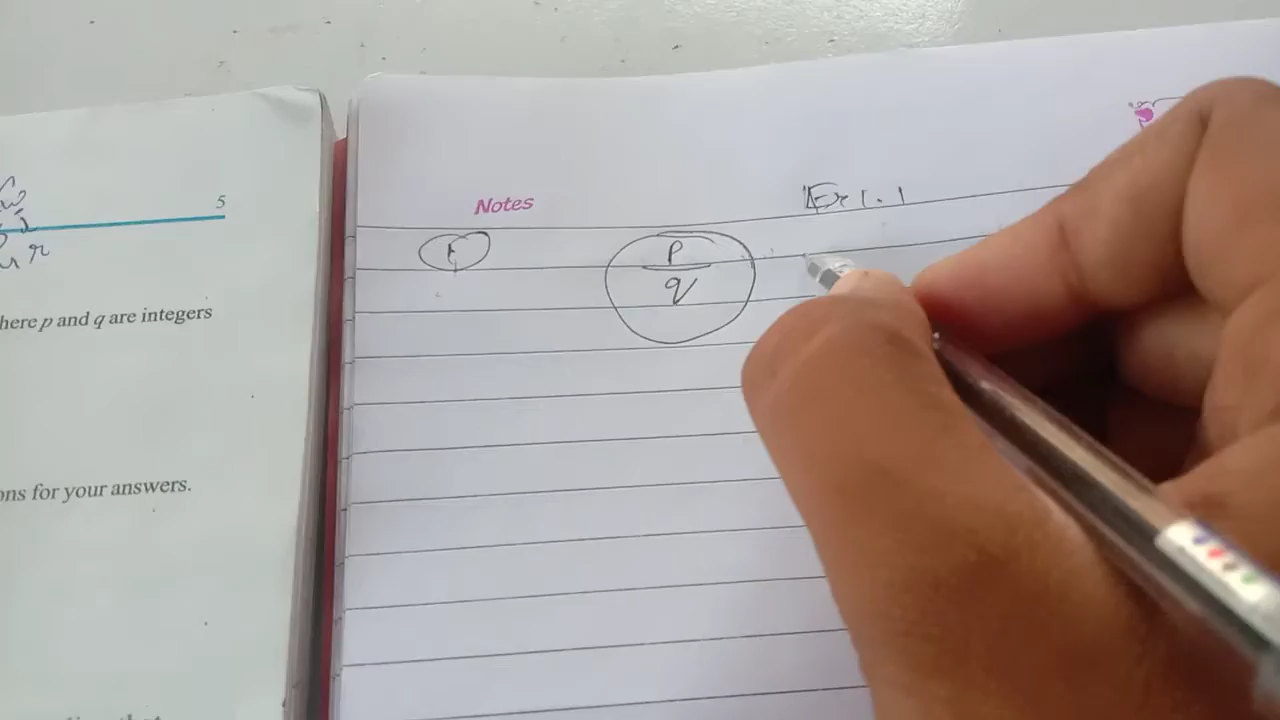 5
here p and q are integers
ons for your answers.
Notes
Ex 1.1
P
q